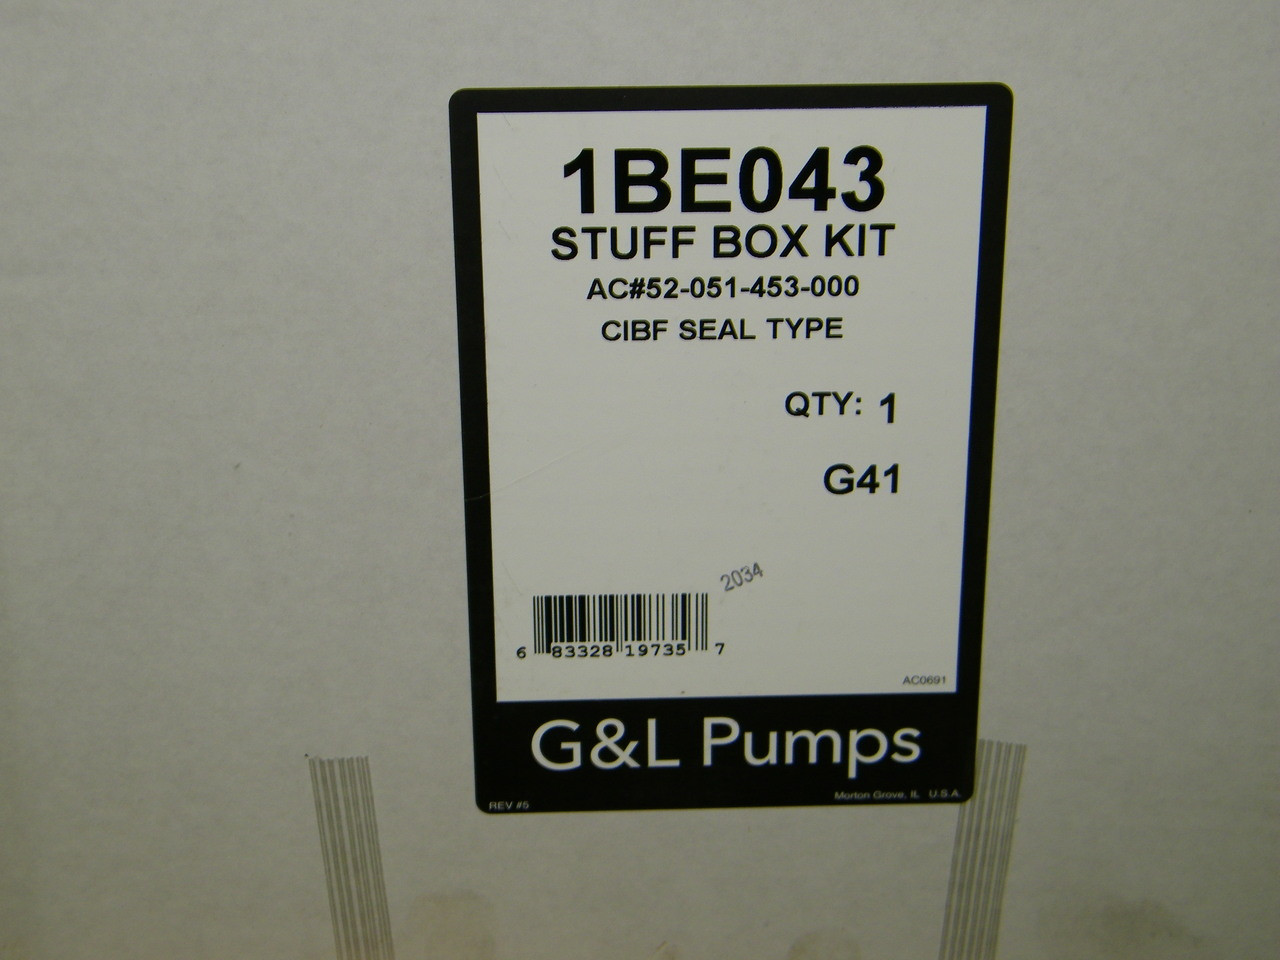 1BE043
STUFF BOX KIT
AC#52-051-453-000
CIBF SEAL TYPE
QTY: 1
G41
2034
6 83328 19735 7
AC0691
G&L Pumps
REV #5 Morton Grove, IL U.S.A.